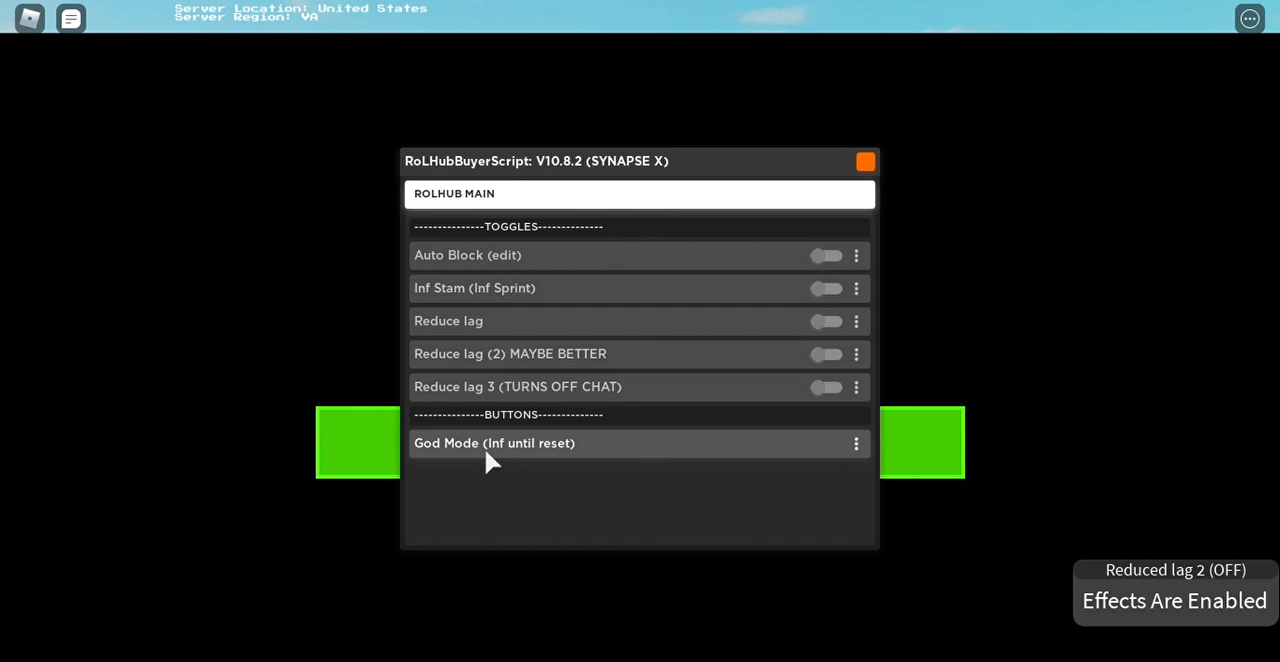 Server Location: United States
Server Region: VA
RoLHubBuyerScript: V10.8.2 (SYNAPSE X)
ROLHUB MAIN
---------------TOGGLES--------------
Auto Block (edit)
Inf Stam (Inf Sprint)
Reduce lag
Reduce lag (2) MAYBE BETTER
Reduce lag 3 (TURNS OFF CHAT)
---------------BUTTONS--------------
God Mode (Inf until reset)
Reduced lag 2 (OFF)
Effects Are Enabled